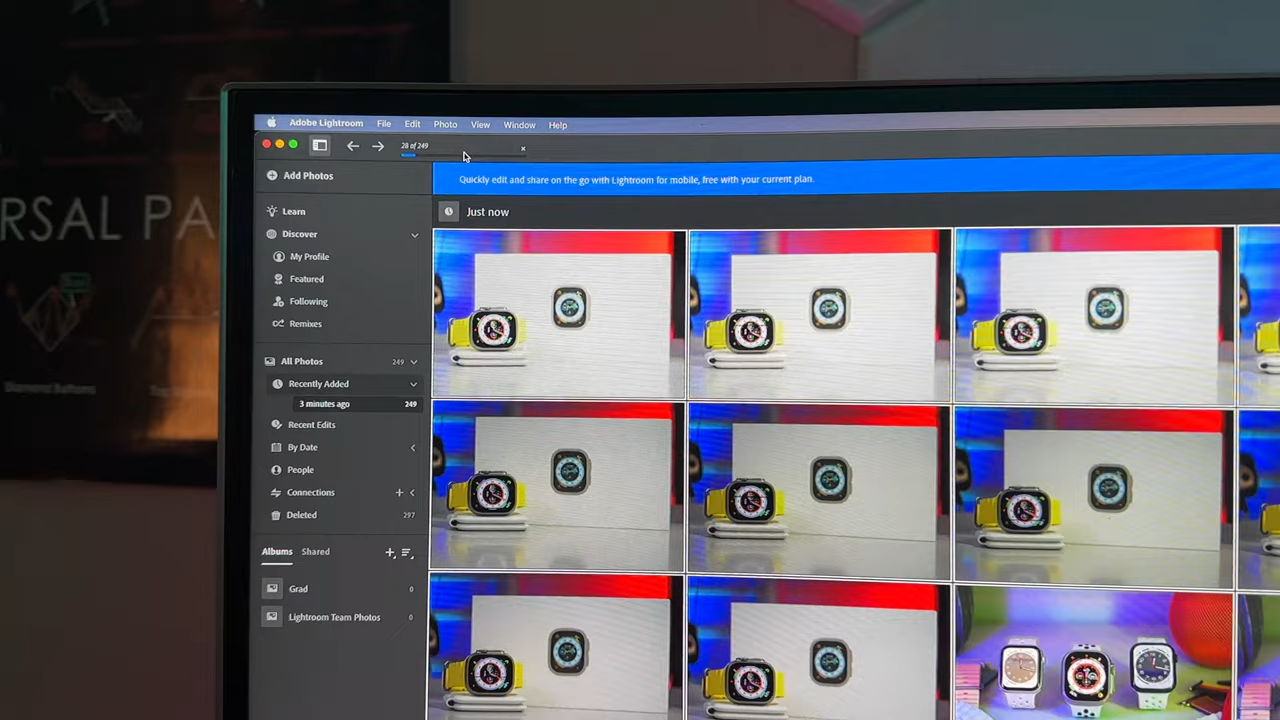 Adobe Lightroom File Edit Photo View Window Help
28 of 249
Add Photos
Quickly edit and share on the go with Lightroom for mobile, free with your current plan.
Learn
Just now
Discover
My Profile
Featured
Following
Remixes
All Photos 249
Recently Added
3 minutes ago 249
Recent Edits
By Date
People
Connections
Deleted 297
Albums Shared
Grad 0
Lightroom Team Photos 0
RSAL PA